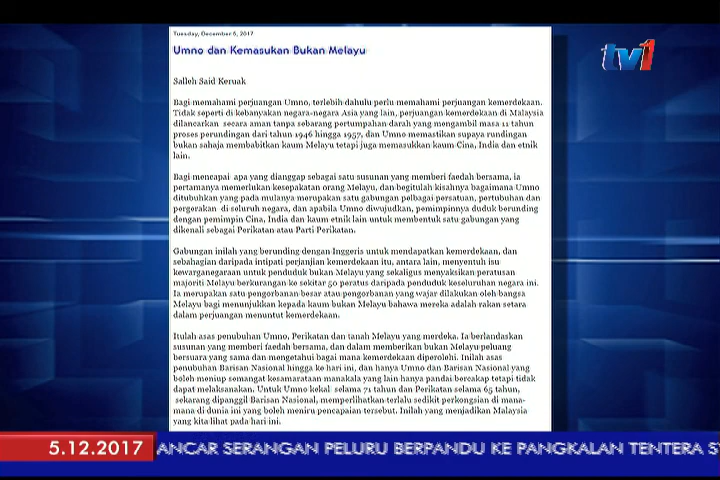 Tuesday, December 5, 2017
Umno dan Kemasukan Bukan Melayu
tv1
Salleh Said Keruak
Bagi memahami perjuangan Umno, terlebih dahulu perlu memahami perjuangan kemerdekaan.
Tidak seperti di kebanyakan negara-negara Asia yang lain, perjuangan kemerdekaan di Malaysia
dilancarkan secara aman tanpa sebarang pertumpahan darah yang mengambil masa 11 tahun
proses perundingan dari tahun 1946 hingga 1957, dan Umno memastikan supaya rundingan
bukan sahaja membabitkan kaum Melayu tetapi juga memasukkan kaum Cina, India dan etnik
lain.
Bagi mencapai apa yang dianggap sebagai satu susunan yang memberi faedah bersama, ia
pertamanya memerlukan kesepakatan orang Melayu, dan begitulah kisahnya bagaimana Umno
ditubuhkan yang pada mulanya merupakan satu gabungan pelbagai persatuan, pertubuhan dan
pergerakan di seluruh negara, dan apabila Umno diwujudkan, pemimpinnya duduk berunding
dengan pemimpin Cina, India dan kaum etnik lain untuk membentuk satu gabungan yang
dikenali sebagai Perikatan atau Parti Perikatan.
Gabungan inilah yang berunding dengan Inggeris untuk mendapatkan kemerdekaan, dan
sebahagian daripada intipati perjanjian kemerdekaan itu, antara lain, menyentuh isu
kewarganegaraan untuk penduduk bukan Melayu yang sekaligus menyaksikan peratusan
majoriti Melayu berkurangan ke sekitar 50 peratus daripada penduduk keseluruhan negara ini.
Ia merupakan satu pengorbanan besar atau pengorbanan yang wajar dilakukan oleh bangsa
Melayu bagi menunjukkan kepada kaum bukan Melayu bahawa mereka adalah rakan setara
dalam perjuangan menuntut kemerdekaan.
Itulah asas penubuhan Umno, Perikatan dan tanah Melayu yang merdeka. Ia berlandaskan
susunan yang memberi faedah bersama, dan dalam memberikan bukan Melayu peluang
bersuara yang sama dan mengetahui bagai mana kemerdekaan diperolehi. Inilah asas
penubuhan Barisan Nasional hingga ke hari ini, dan hanya Umno dan Barisan Nasional yang
boleh meniup semangat kesamarataan manakala yang lain hanya pandai bercakap tetapi tidak
dapat melaksanakan. Untuk Umno kekal selama 71 tahun dan Perikatan selama 65 tahun,
sekarang dipanggil Barisan Nasional, memperlihatkan terlalu sedikit perkongsian di mana-
mana di dunia ini yang boleh meniru pencapaian tersebut. Inilah yang menjadikan Malaysia
yang kita lihat pada hari ini.
5.12.2017 ANCAR SERANGAN PELURU BERPANDU KE PANGKALAN TENTERA S